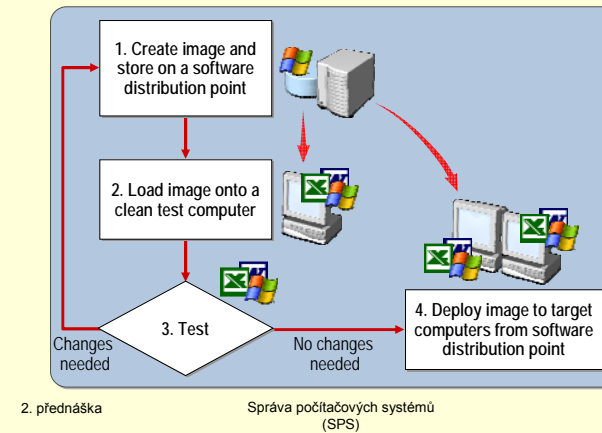 1. Create image and
store on a software
distribution point
2. Load image onto a
clean test computer
3. Test
Changes
needed
No changes
needed
4. Deploy image to target
computers from software
distribution point
2. přednáška
Správa počítačových systémů
(SPS)